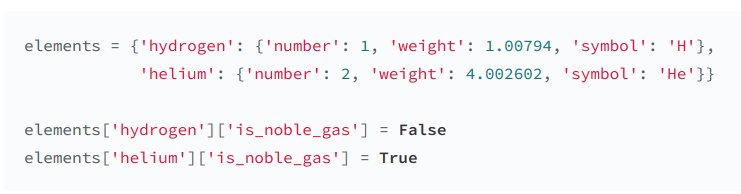 elements = {'hydrogen': {'number': 1, 'weight': 1.00794, 'symbol': 'H'},
'helium': {'number': 2, 'weight': 4.002602, 'symbol': 'He'}}
elements['hydrogen']['is_noble_gas'] = False
elements['helium']['is_noble_gas'] = True